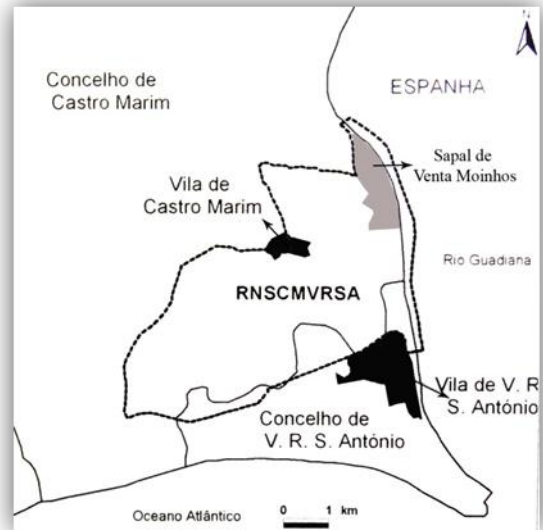 N
Concelho de
Castro Marim
ESPANHA
Sapal de
Venta Moinhos
Vila de
Castro Marim
RNSCMVRSA
Rio Guadiana
Vila de V. R
S. António
Concelho de
V. R. S. António
Oceano Atlântico
0 1 km